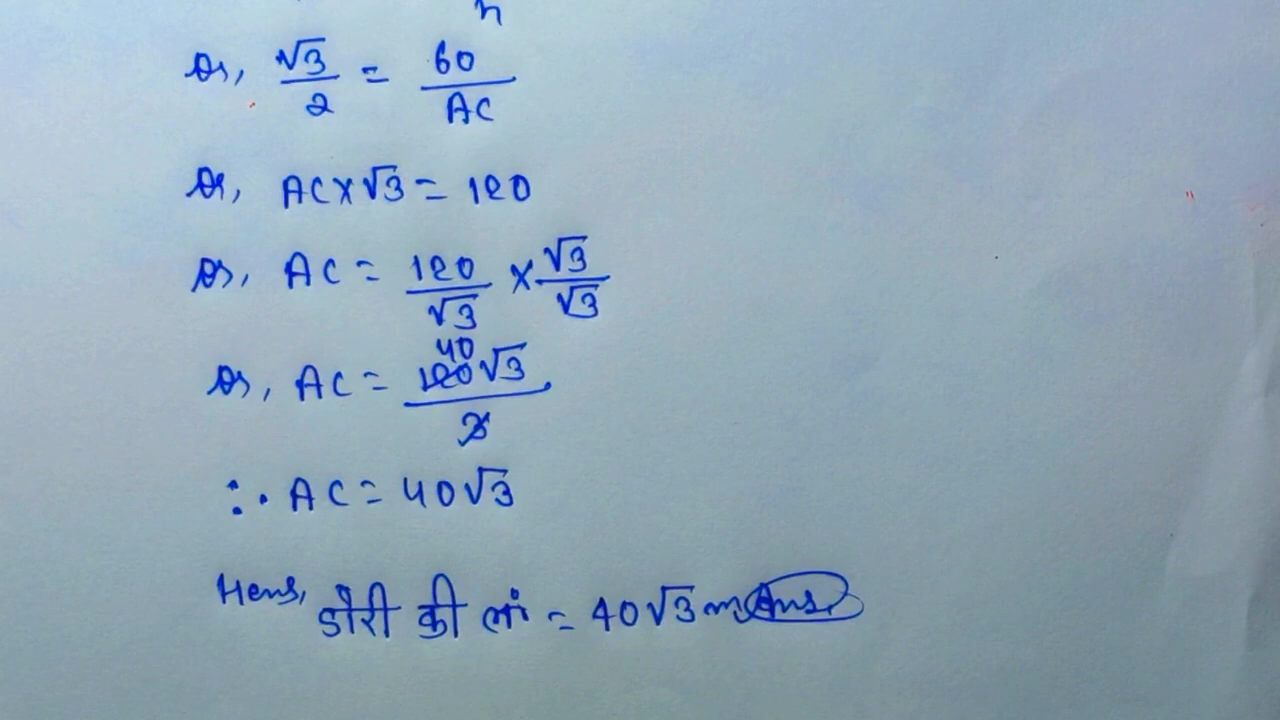 h
Or, √3/2 = 60/AC
Or, AC×√3 = 120
Or, AC = 120/√3 × √3/√3
40
Or, AC = 120√3/3
∴ AC = 40√3
Hens, डोरी की लां = 40√3 m Ans